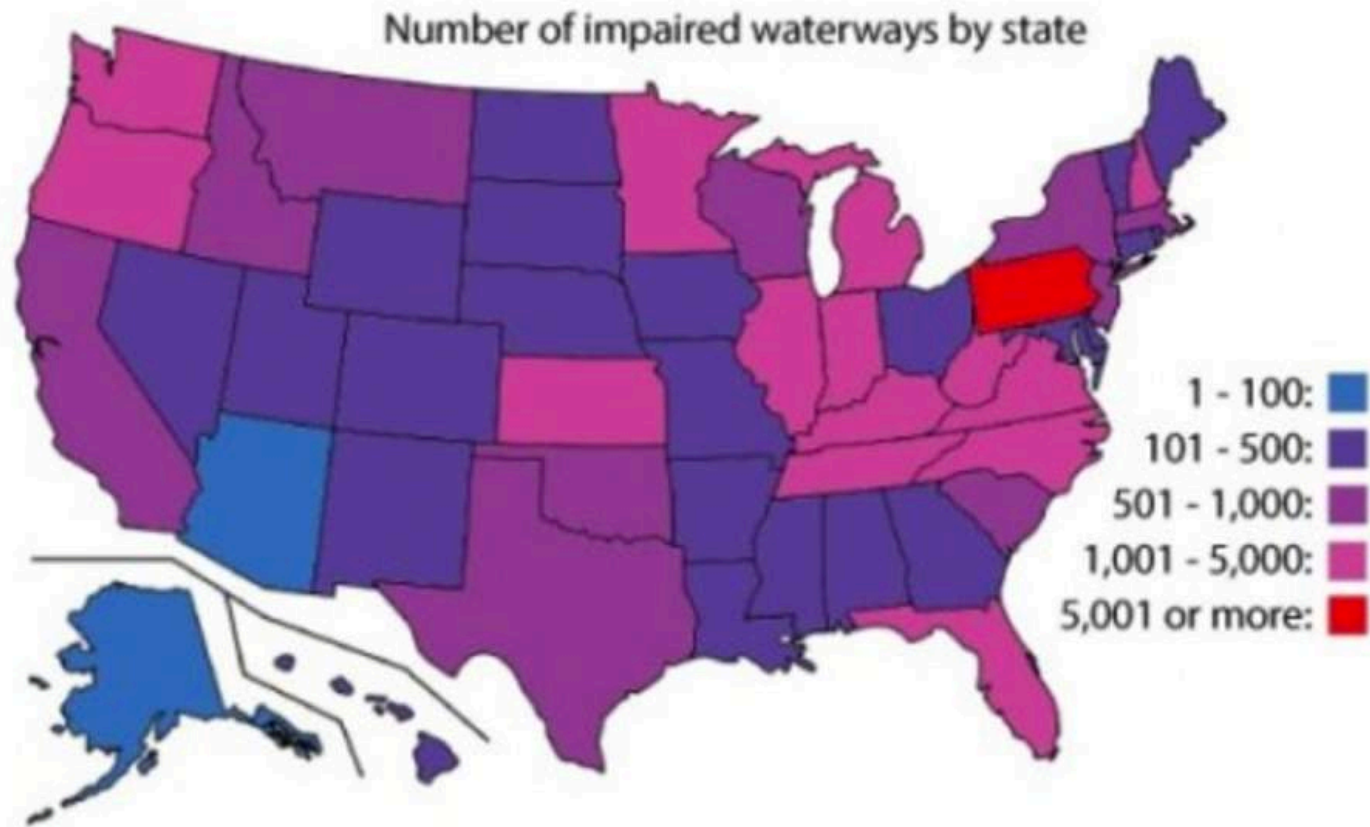 Number of impaired waterways by state
1 - 100:
101 - 500:
501 - 1,000:
1,001 - 5,000:
5,001 or more: